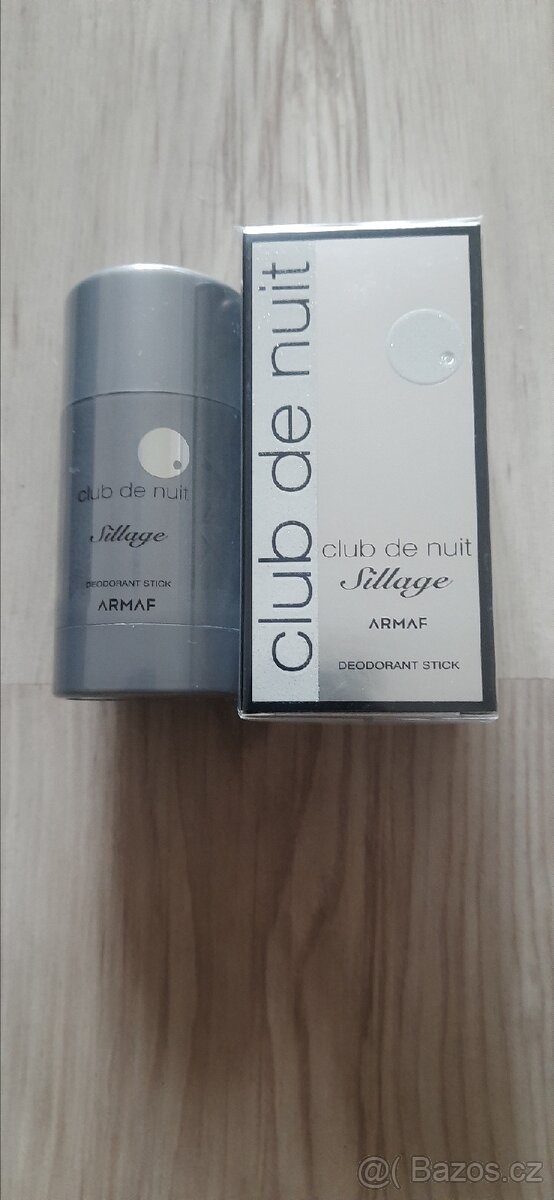 club de nuit
Sillage
DEODORANT STICK
ARMAF
club de nuit
club de nuit
Sillage
ARMAF
DEODORANT STICK
@( Bazos.cz